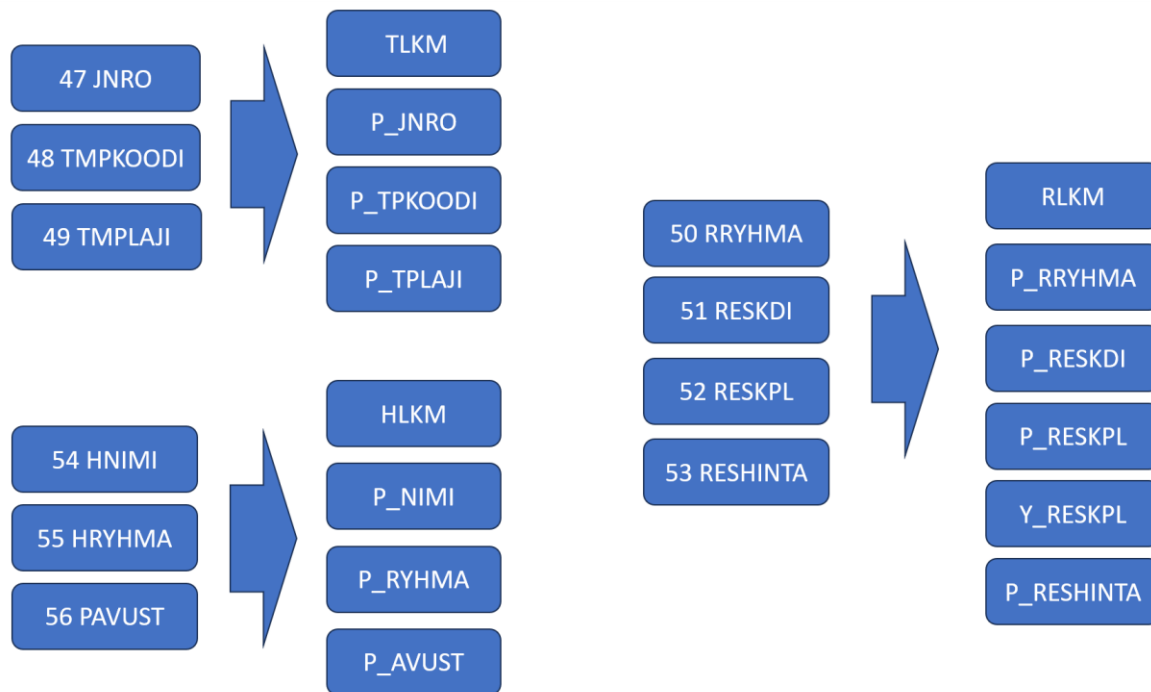 47 JNRO
48 TMPKOODI
49 TMPLAJI
TLKM
P_JNRO
P_TPKOODI
P_TPLAJI
54 HNIMI
55 HRYHMA
56 PAVUST
HLKM
P_NIMI
P_RYHMA
P_AVUST
50 RRYHMA
51 RESKDI
52 RESKPL
53 RESHINTA
RLKM
P_RRYHMA
P_RESKDI
P_RESKPL
Y_RESKPL
P_RESHINTA